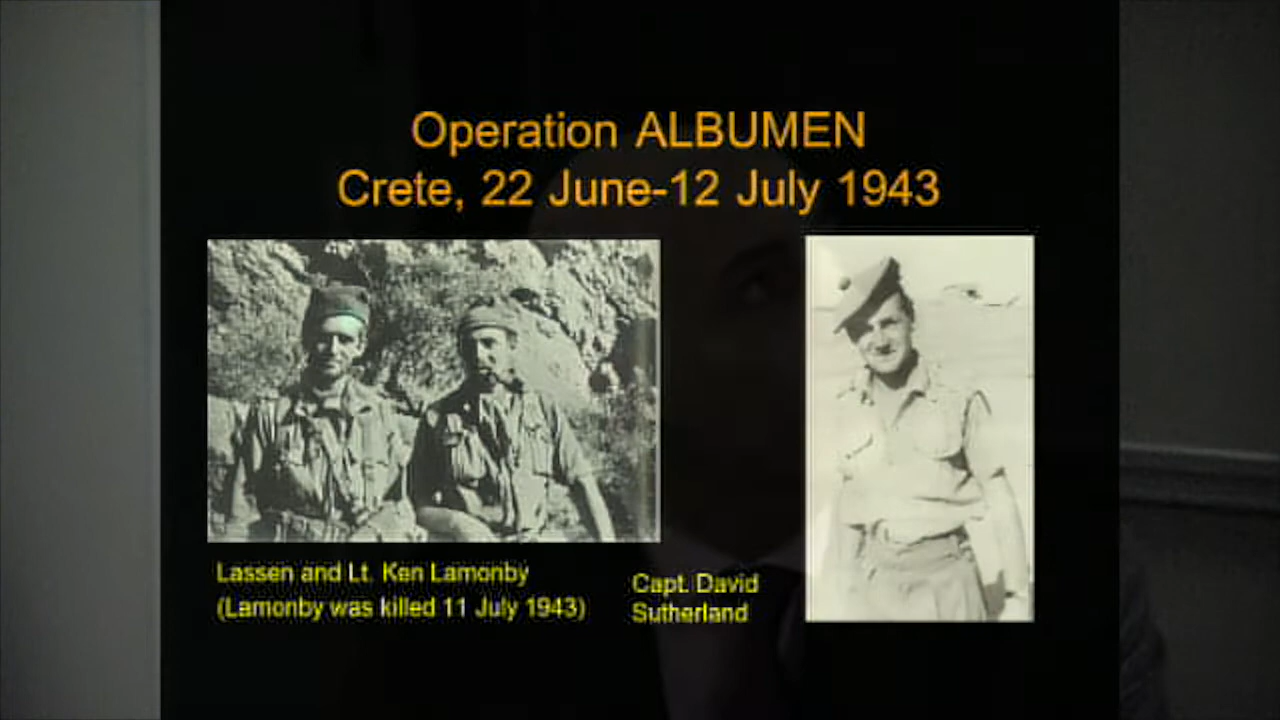 Operation ALBUMEN
Crete, 22 June-12 July 1943
Lassen and Lt. Ken Lamonby
(Lamonby was killed 11 July 1943)
Capt. David
Sutherland